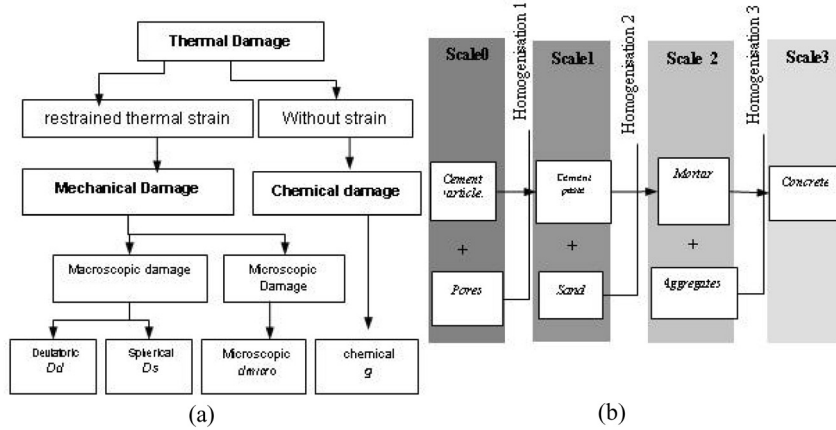 Thermal Damage
restrained thermal strain
Without strain
Mechanical Damage
Chemical damage
Macroscopic damage
Microscopic
Damage
Deviatoric
Dd
Spherical
Ds
Microscopic
dmicro
chemical
g
(a)
Scale0
Homogenisation 1
Scale1
Homogenisation 2
Scale 2
Homogenisation 3
Scale3
Cement
particle.
Cement
paste
Mortar
Concrete
+
+
+
Pores
Sand
Aggregates
(b)